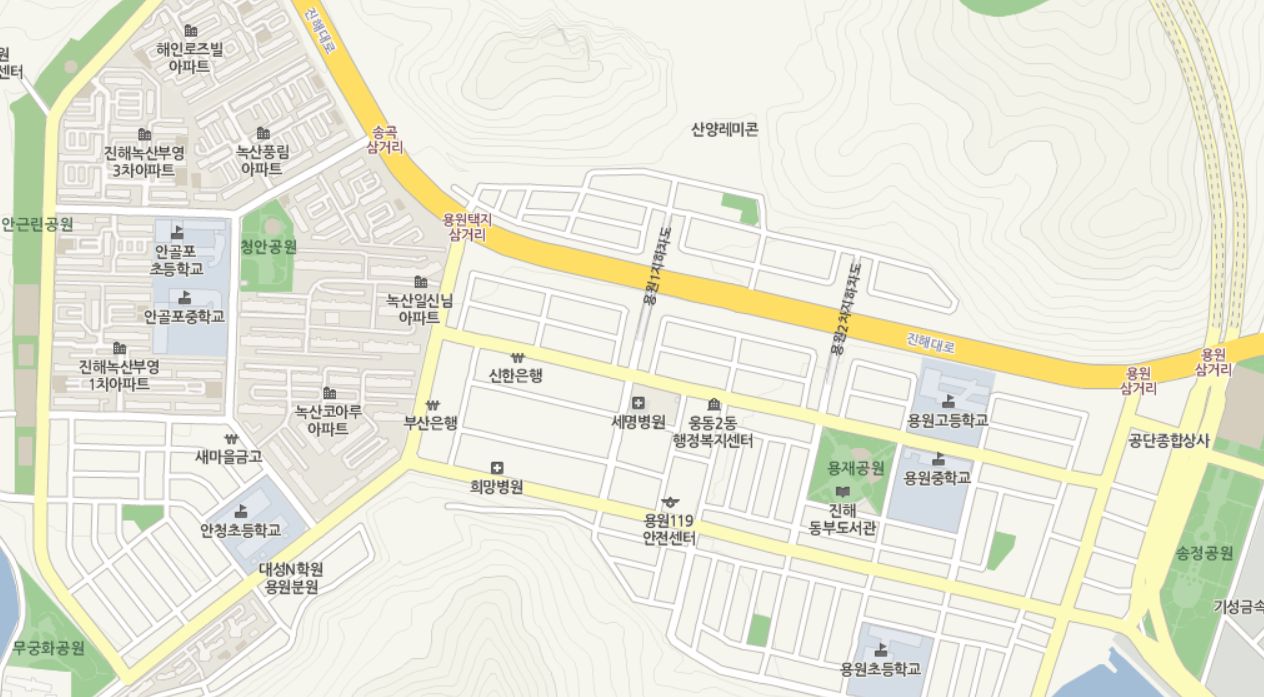 진해대로
해인로즈빌
아파트
원
센터
산양레미콘
송곡
삼거리
진해녹산부영
3차아파트
녹산풍림
아파트
안근린공원
용원택지
삼거리
안골포
초등학교
청안공원
용원1지하차도
녹산일신님
아파트
용원2차지하차도
안골포중학교
진해대로
용원
삼거리
진해녹산부영
1차아파트
신한은행
용원
삼거리
녹산코아루
아파트
부산은행
세명병원
웅동2동
행정복지센터
용원고등학교
공단종합상사
새마을금고
용재공원
용원중학교
희망병원
진해
동부도서관
안청초등학교
용원119
안전센터
송정공원
대성N학원
용원분원
기성금속
무궁화공원
용원초등학교